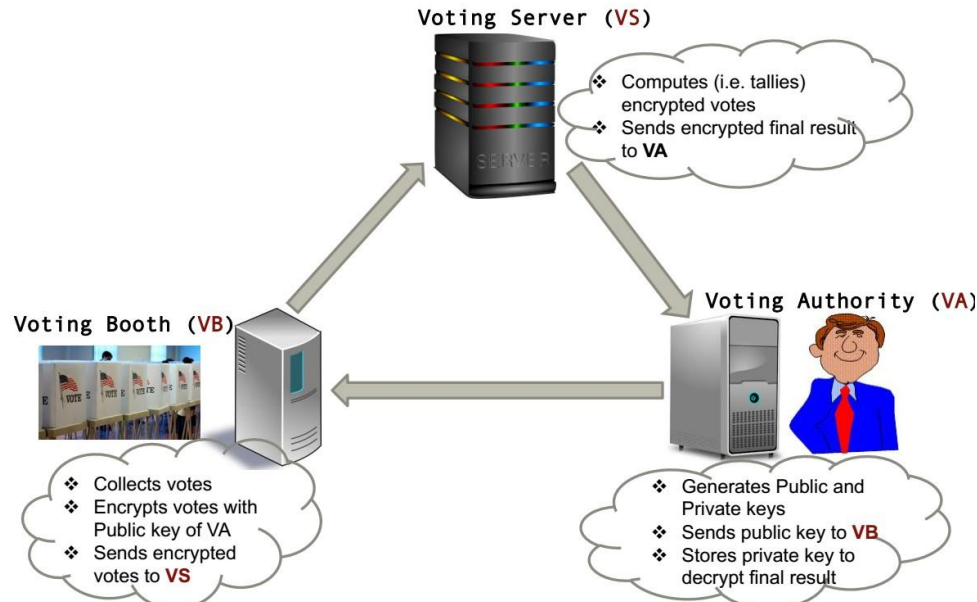 Voting Server (VS)
❖ Computes (i.e. tallies)
encrypted votes
❖ Sends encrypted final result
to VA
SERVER
Voting Booth (VB)
VOTE
VOTE
VOTE
❖ Collects votes
❖ Encrypts votes with
Public key of VA
❖ Sends encrypted
votes to VS
Voting Authority (VA)
❖ Generates Public and
Private keys
❖ Sends public key to VB
❖ Stores private key to
decrypt final result